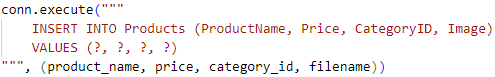 conn.execute("""
    INSERT INTO Products (ProductName, Price, CategoryID, Image)
    VALUES (?, ?, ?, ?)
""", (product_name, price, category_id, filename))